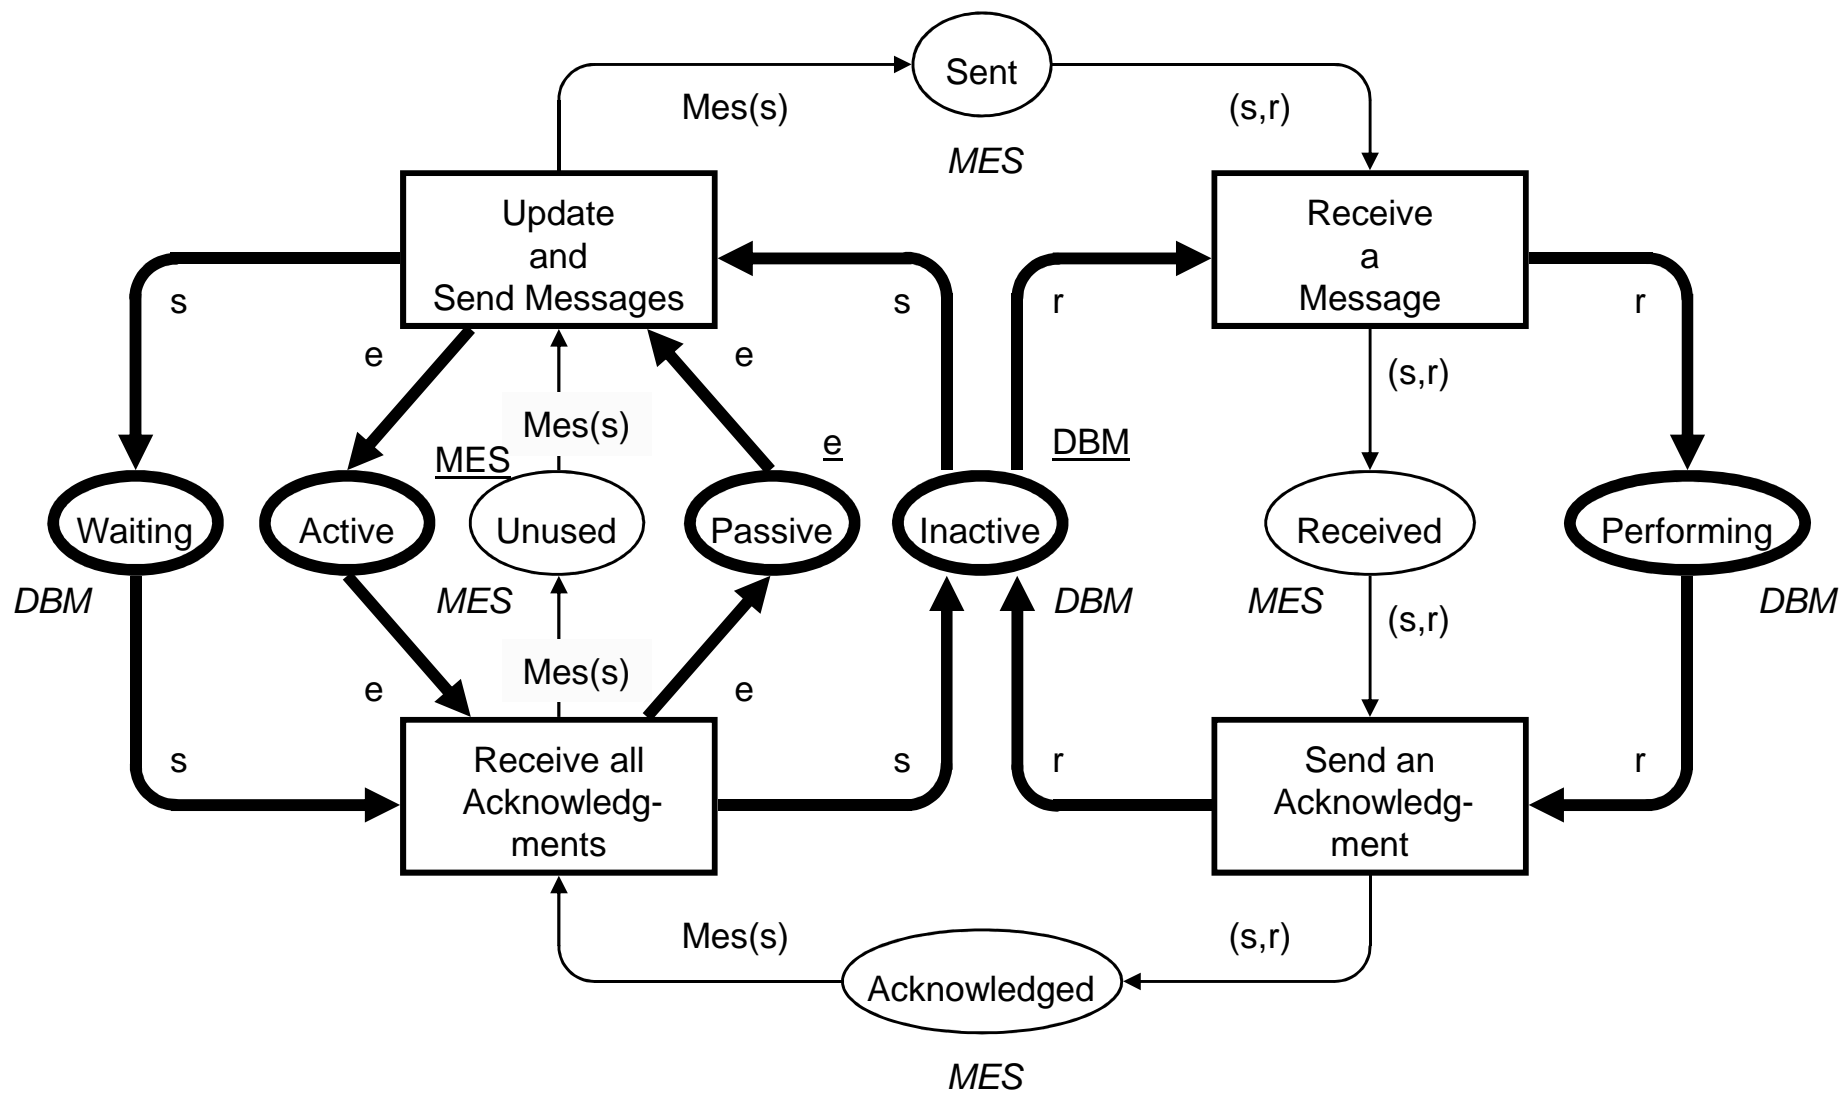 Sent
Mes(s)
(s,r)
MES
Update
and
Send Messages
Receive
a
Message
s
s
r
r
e
e
(s,r)
Mes(s)
MES
e
DBM
Waiting
Active
Unused
Passive
Inactive
Received
Performing
DBM
MES
DBM
MES
DBM
(s,r)
Mes(s)
e
e
s
s
r
r
Receive all
Acknowledg-
ments
Send an
Acknowledg-
ment
Mes(s)
(s,r)
Acknowledged
MES